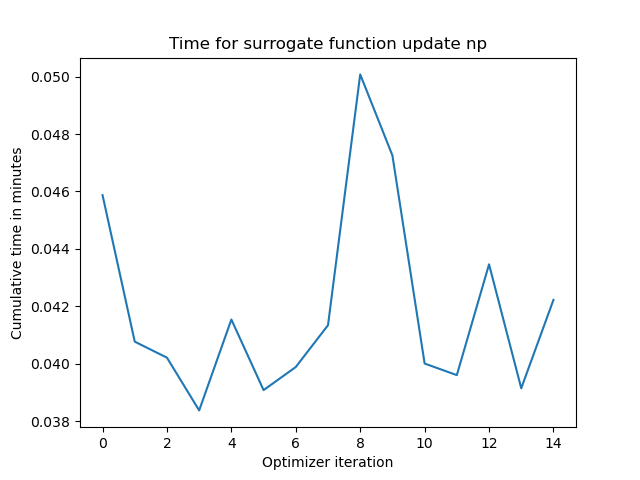 Time for surrogate function update np
Cumulative time in minutes
0.050
0.048
0.046
0.044
0.042
0.040
0.038
0 2 4 6 8 10 12 14
Optimizer iteration